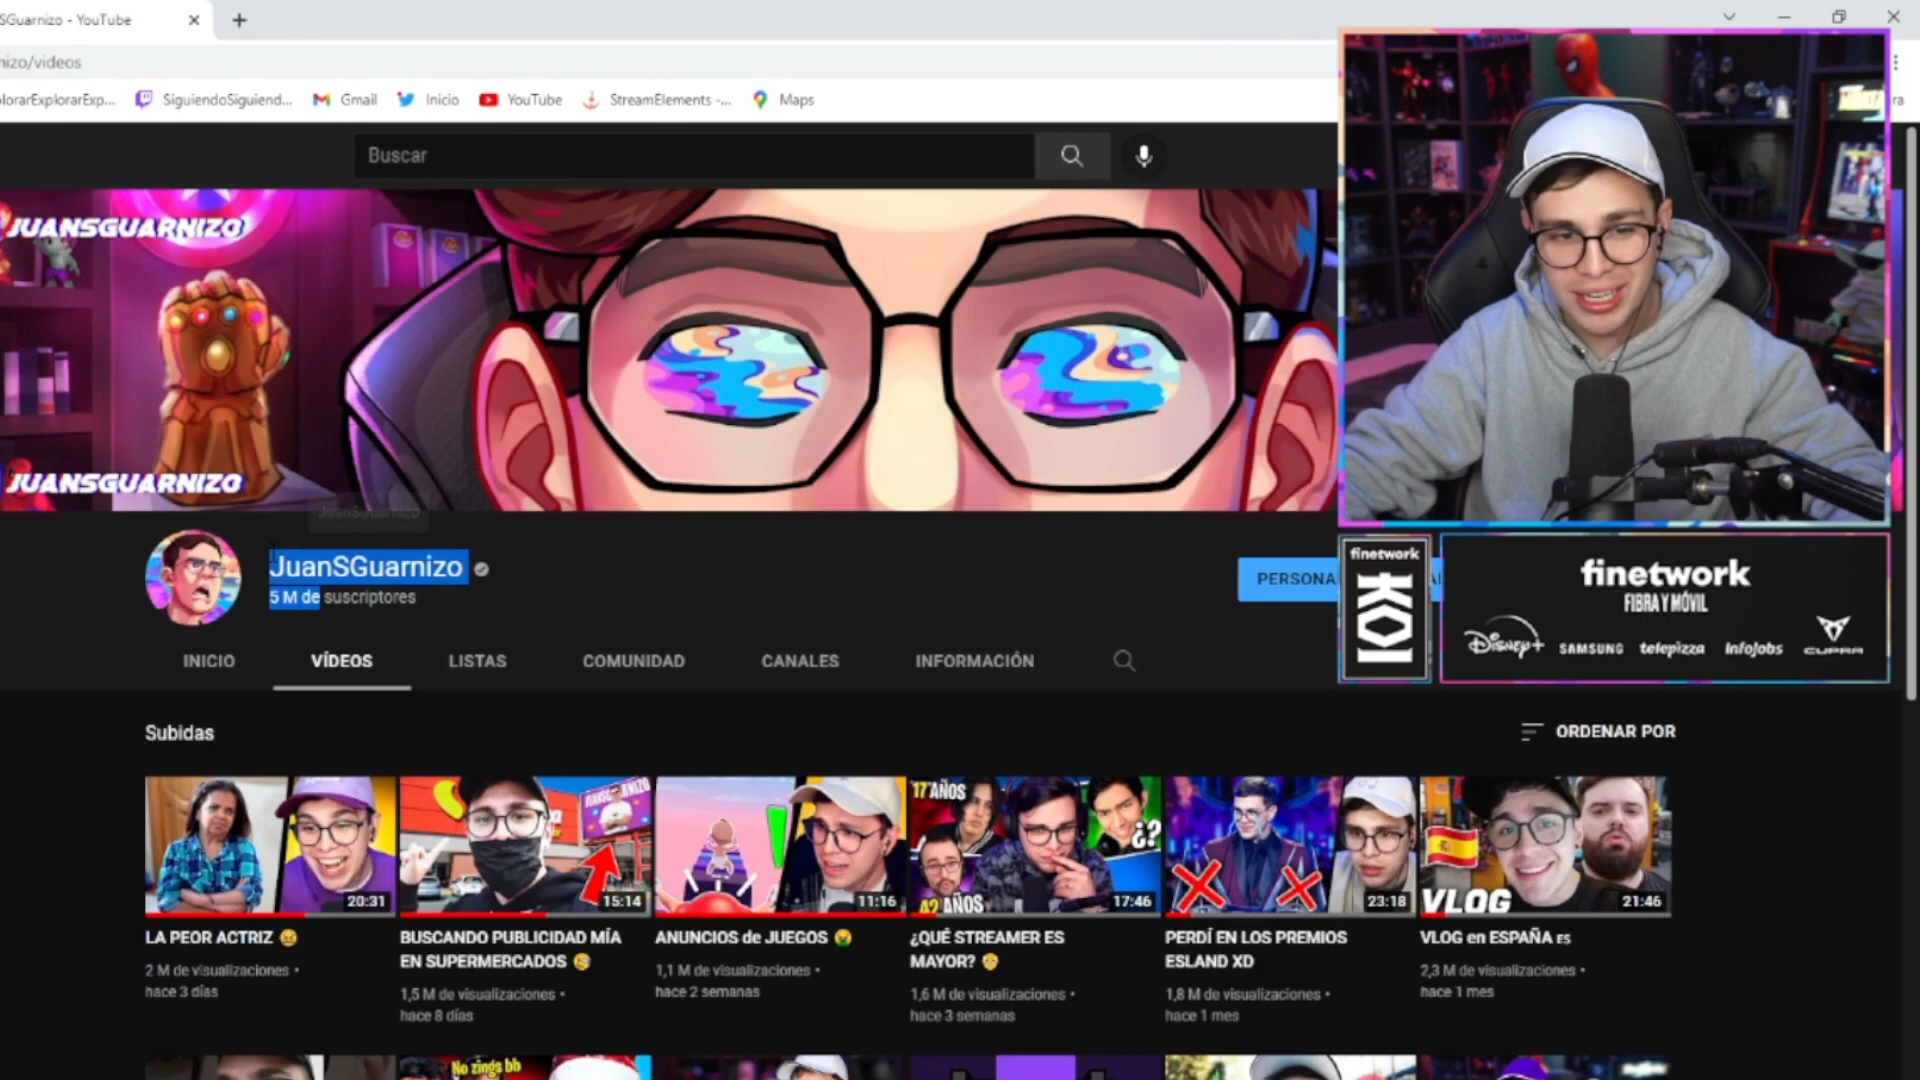 SGuarnizo - YouTube
nizo/videos
lorarExplorarExp...
SiguiendoSiguiend...
Gmail
Inicio
YouTube
StreamElements -...
Maps
ra
Buscar
JUANSGUARNIZO
JUANSGUARNIZO
JuanSGuarnizo
JuanSGuarnizo
5 M de suscriptores
PERSONA
finetwork
KOI
finetwork
FIBRA Y MÓVIL
Disney+
SAMSUNG
telepizza
InfoJobs
CUPRA
INICIO
VÍDEOS
LISTAS
COMUNIDAD
CANALES
INFORMACIÓN
Subidas
ORDENAR POR
20:31
JUANSGUARNIZO
15:14
11:16
17 AÑOS
¿?
42 AÑOS
17:46
23:18
VLOG
21:46
LA PEOR ACTRIZ 😖
2 M de visualizaciones •
hace 3 días
BUSCANDO PUBLICIDAD MÍA
EN SUPERMERCADOS 🤪
1,5 M de visualizaciones •
hace 8 días
ANUNCIOS de JUEGOS 🤮
1,1 M de visualizaciones •
hace 2 semanas
¿QUÉ STREAMER ES
MAYOR? 👴
1,6 M de visualizaciones •
hace 3 semanas
PERDÍ EN LOS PREMIOS
ESLAND XD
1,8 M de visualizaciones •
hace 1 mes
VLOG en ESPAÑA ES
2,3 M de visualizaciones •
hace 1 mes
No zings bb